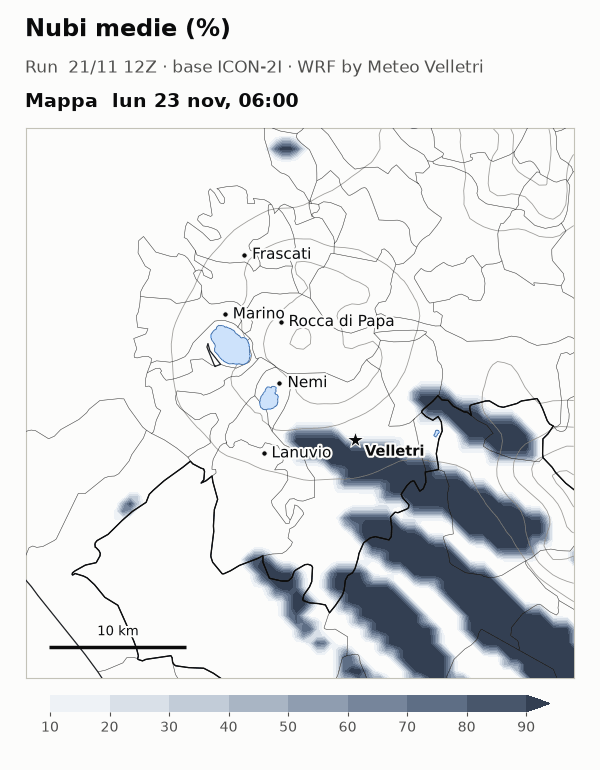 Nubi medie (%)
Run 21/11 12Z · base ICON-2I · WRF by Meteo Velletri
Mappa lun 23 nov, 06:00
Frascati
Marino
Rocca di Papa
Nemi
Velletri
Lanuvio
10 km
10 20 30 40 50 60 70 80 90